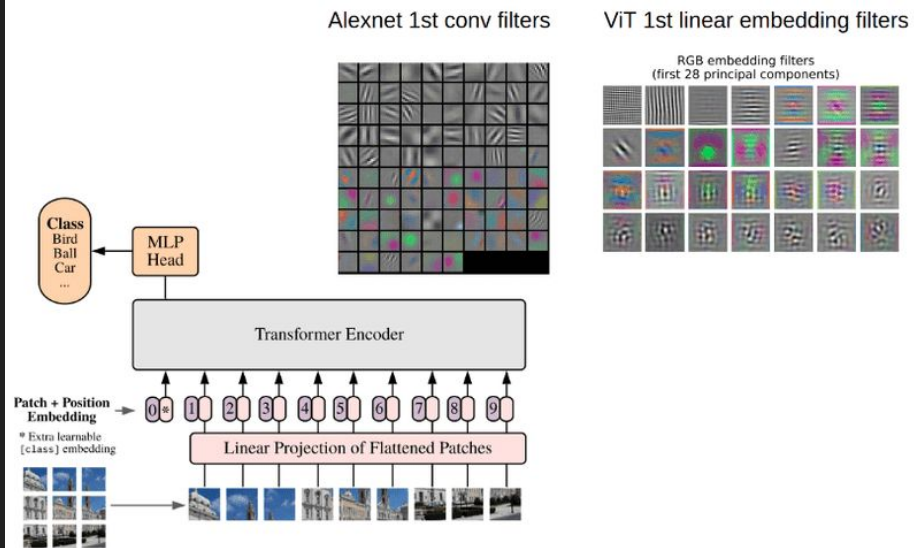 Alexnet 1st conv filters
ViT 1st linear embedding filters
RGB embedding filters
(first 28 principal components)
Class
Bird
Ball
Car
...
MLP
Head
Transformer Encoder
Patch + Position
Embedding
* Extra learnable
[class] embedding
0 * 1 2 3 4 5 6 7 8 9
Linear Projection of Flattened Patches